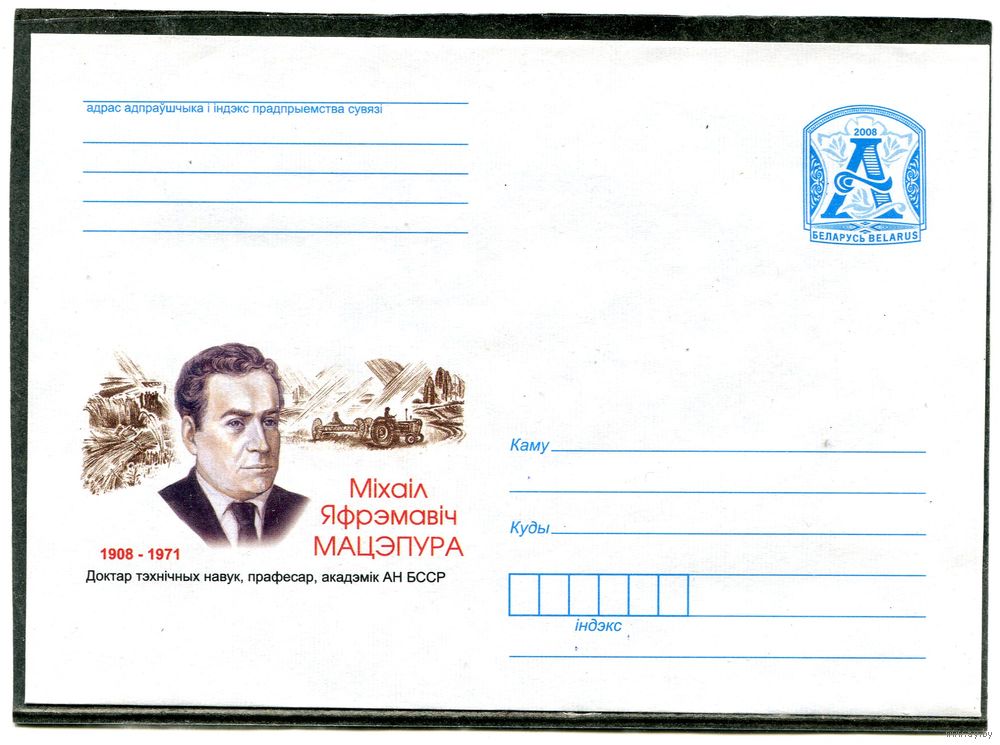 адрас адпраўшчыка і індэкс прадпрыемства сувязі
2008
А
БЕЛАРУСЬ BELARUS
Міхаіл
Яфрэмавіч
МАЦЭПУРА
1908 - 1971
Доктар тэхнічных навук, прафесар, акадэмік АН БССР
Каму
Куды
індэкс